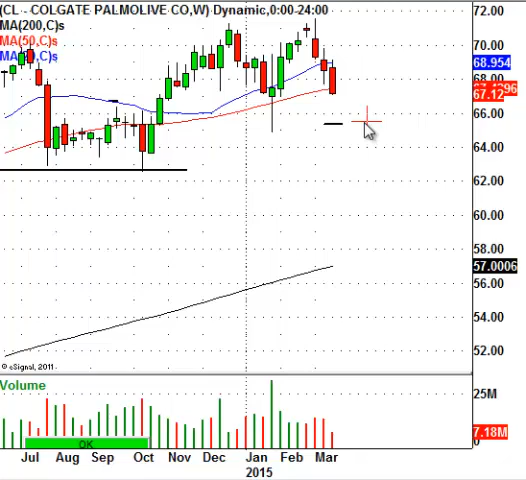 (CL - COLGATE PALMOLIVE CO,W) Dynamic,0:00-24:00
MA(200,C)s
MA(50,C)s
72.00
70.00
68.954
68.00
67.12
66.00
64.00
62.00
60.00
58.00
57.0006
56.00
54.00
52.00
© eSignal, 2011
Volume
25M
7.18M
0
OK
Jul Aug Sep Oct Nov Dec Jan Feb Mar
2015